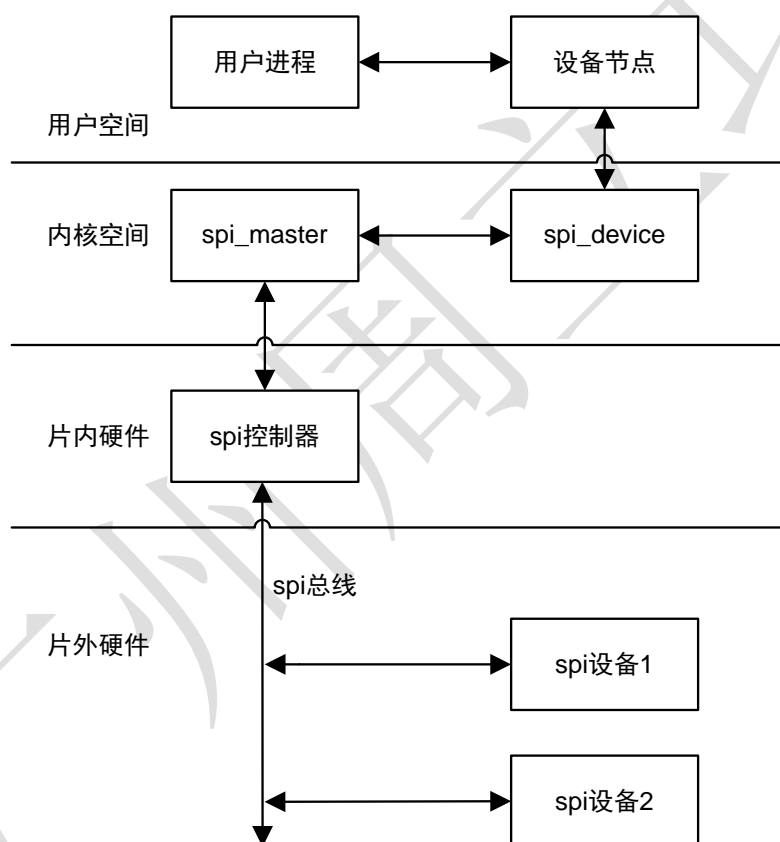 用户进程
设备节点
用户空间
内核空间
spi_master
spi_device
片内硬件
spi控制器
spi总线
片外硬件
spi设备1
spi设备2